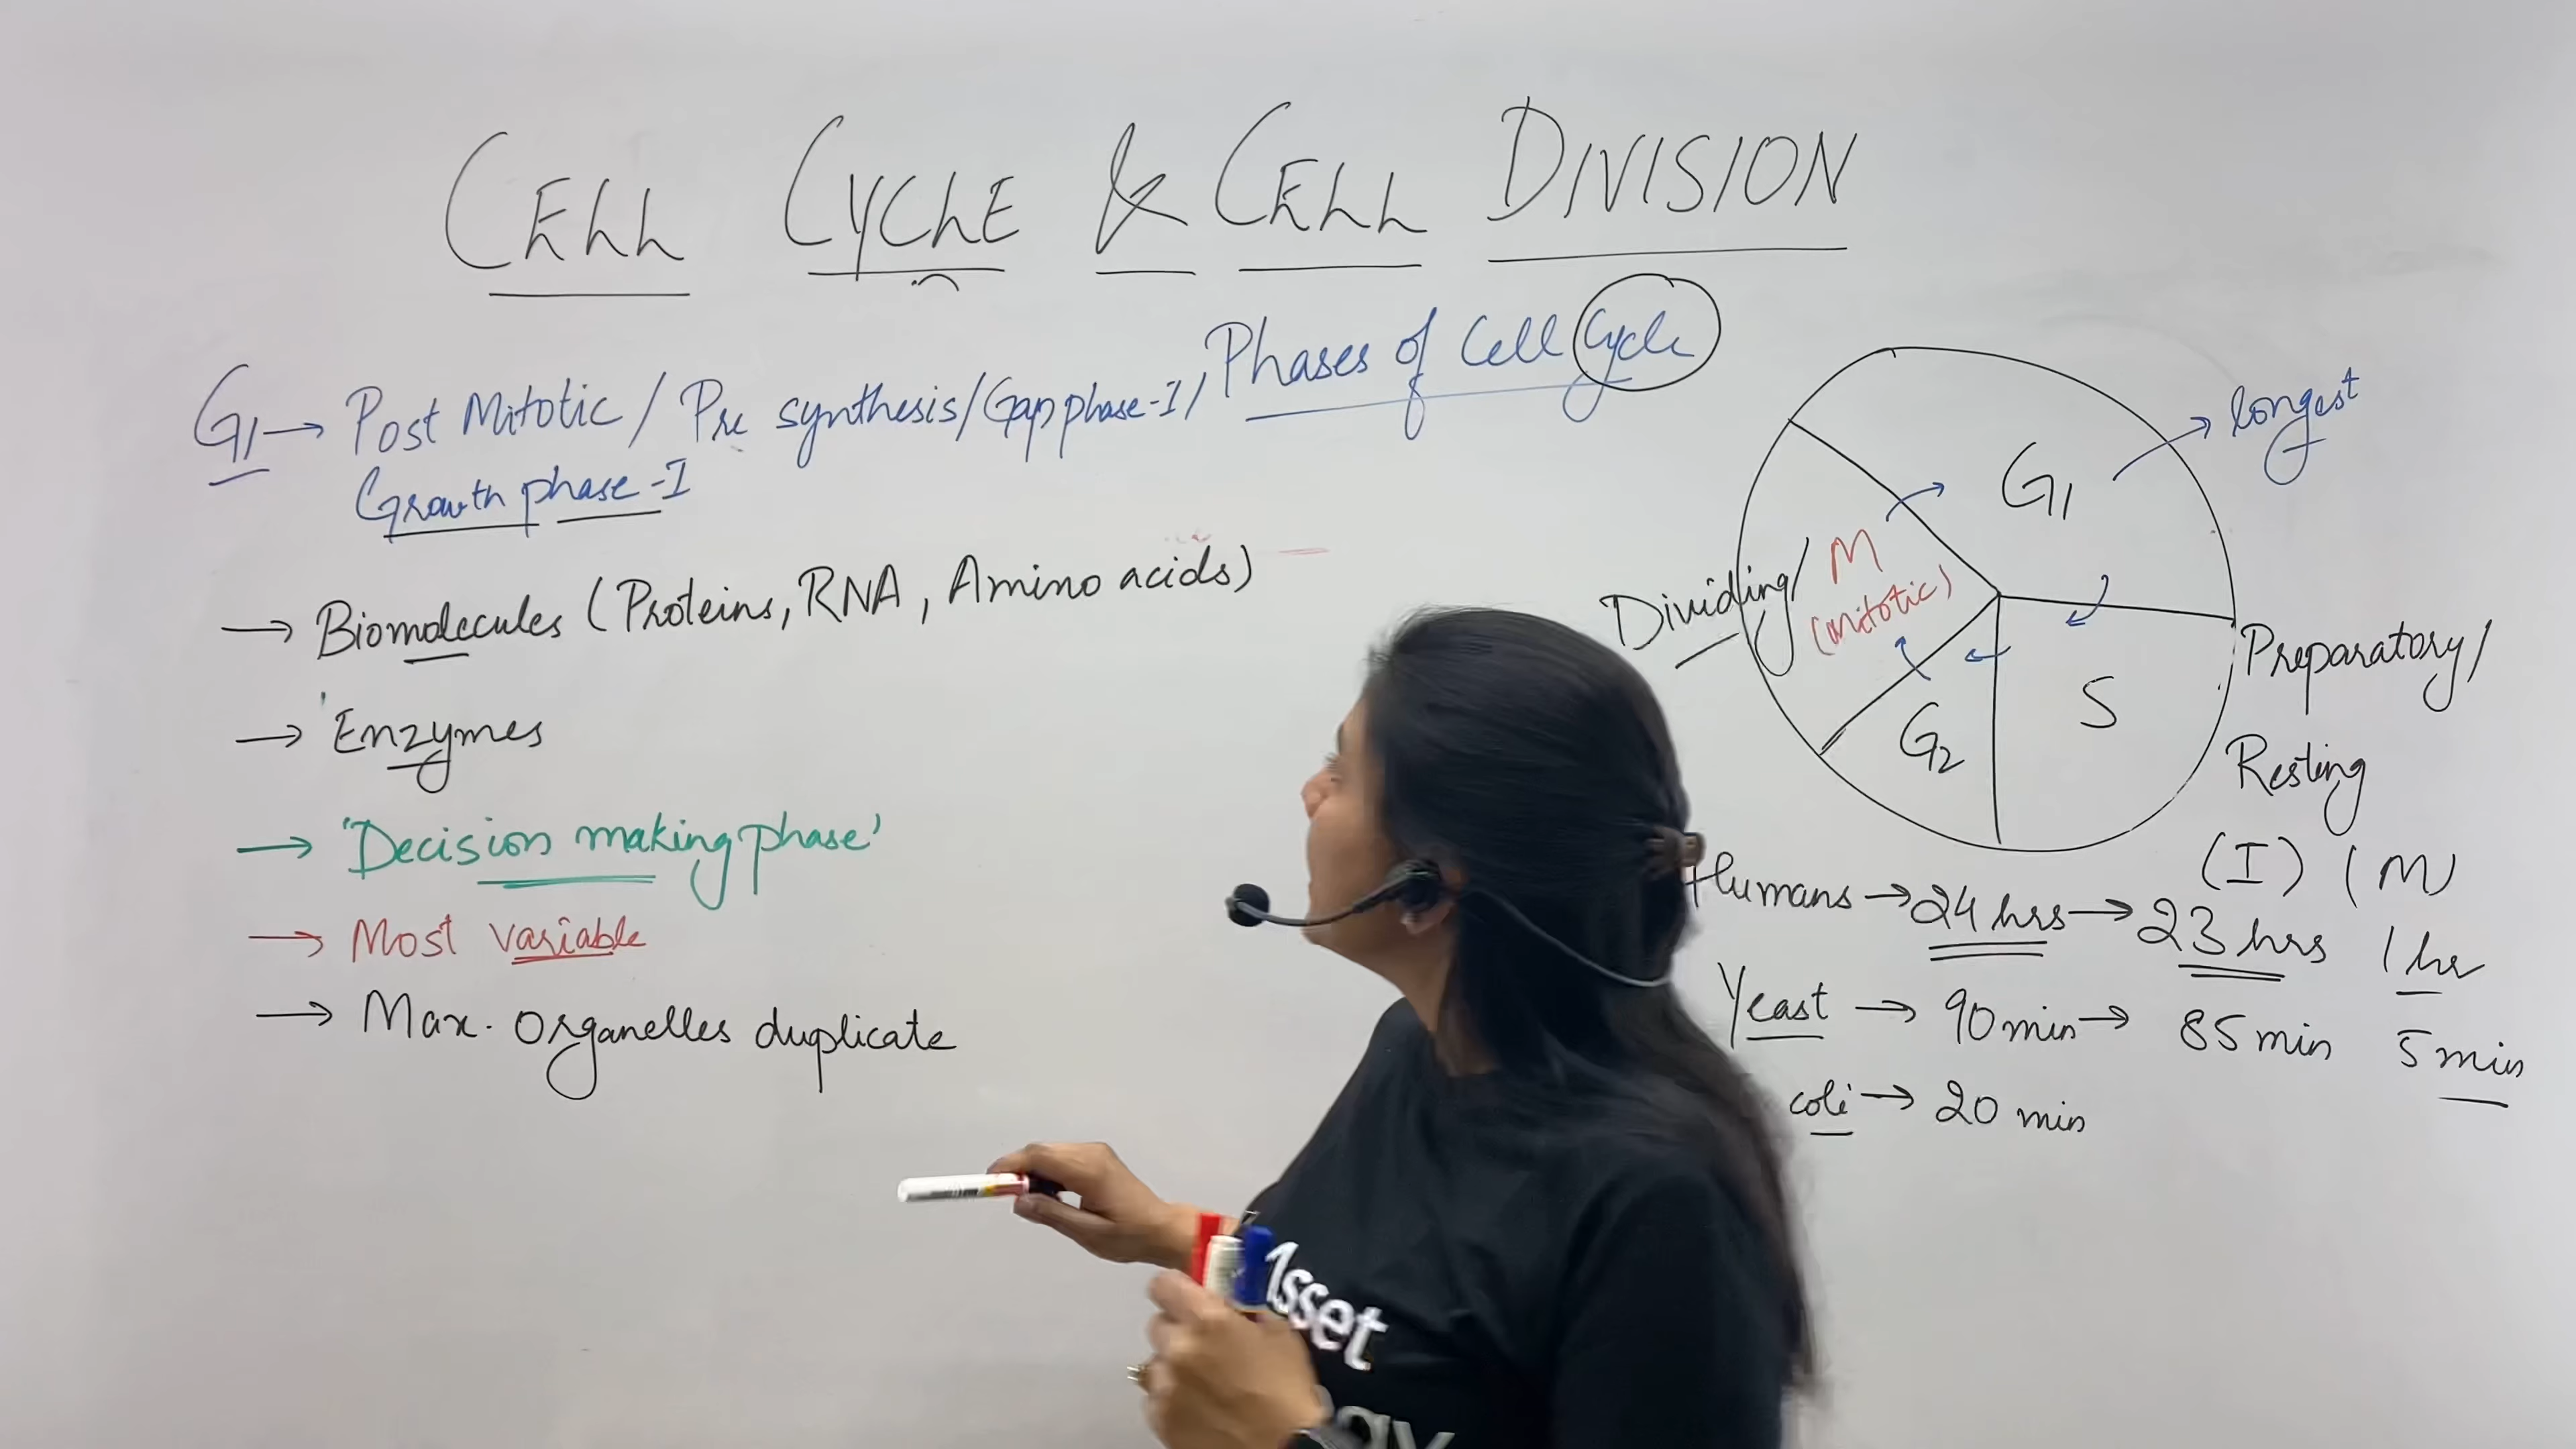 CELL CYCLE & CELL DIVISION
Phases of Cell Cycle
G1 → Post Mitotic / Pre synthesis / Gap phase-I /
Growth phase-I
→ Biomolecules (Proteins, RNA, Amino acids)
→ Enzymes
→ 'Decision making phase'
→ Most variable
→ Max. organelles duplicate
G1 → longest
M
(Mitotic)
Dividing/
G2
S
Preparatory/
Resting
(I) (M)
Humans → 24 hrs → 23 hrs 1 hr
Yeast → 90 min → 85 min 5 min
coli → 20 min
Asset